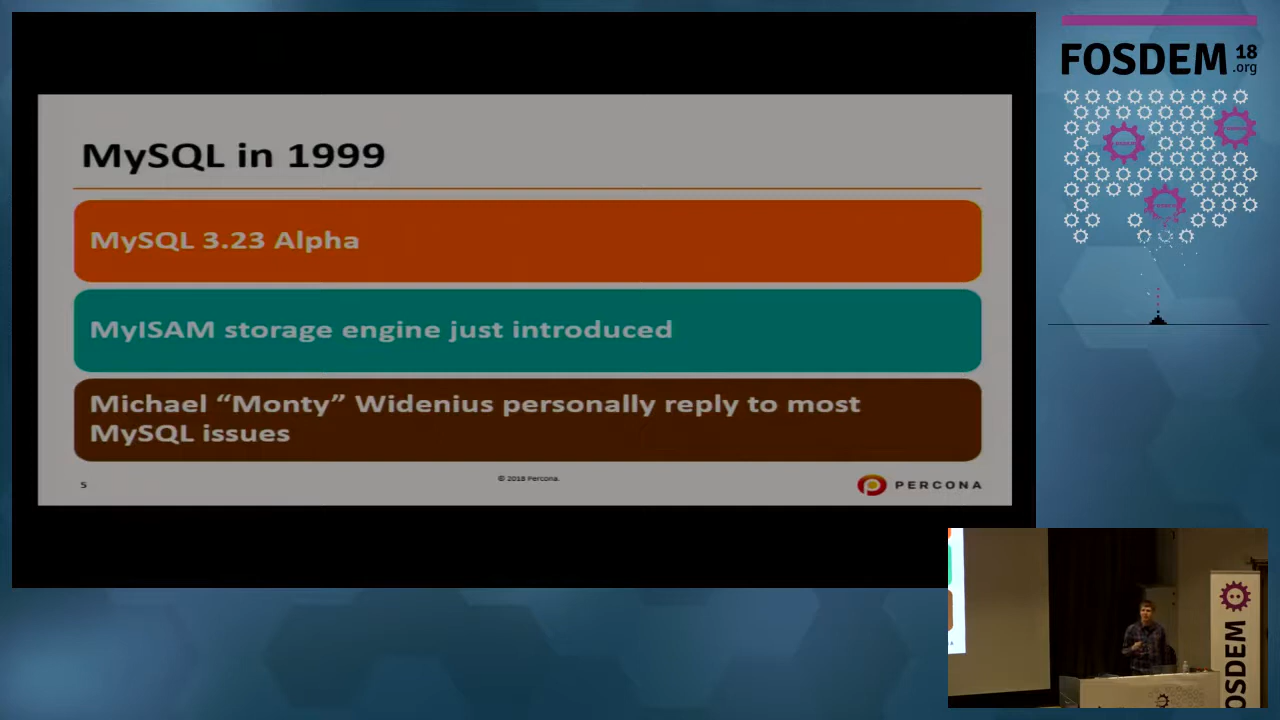 FOSDEM 18
.org
MySQL in 1999
MySQL 3.23 Alpha
MyISAM storage engine just introduced
Michael “Monty” Widenius personally reply to most
MySQL issues
5
© 2018 Percona.
PERCONA
FOSDEM